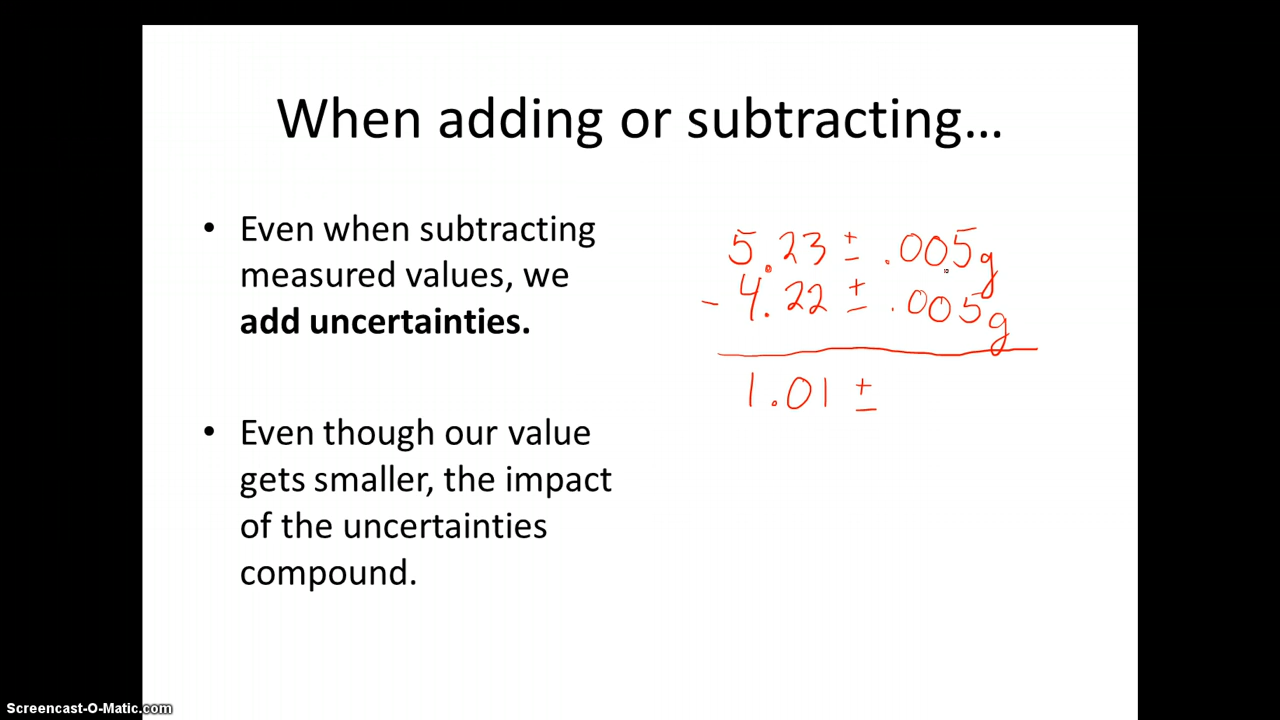 When adding or subtracting...
• Even when subtracting
measured values, we
add uncertainties.
• Even though our value
gets smaller, the impact
of the uncertainties
compound.
5.23 ± .005g
- 4.22 ± .005g
1.01 ±
Screencast-O-Matic.com